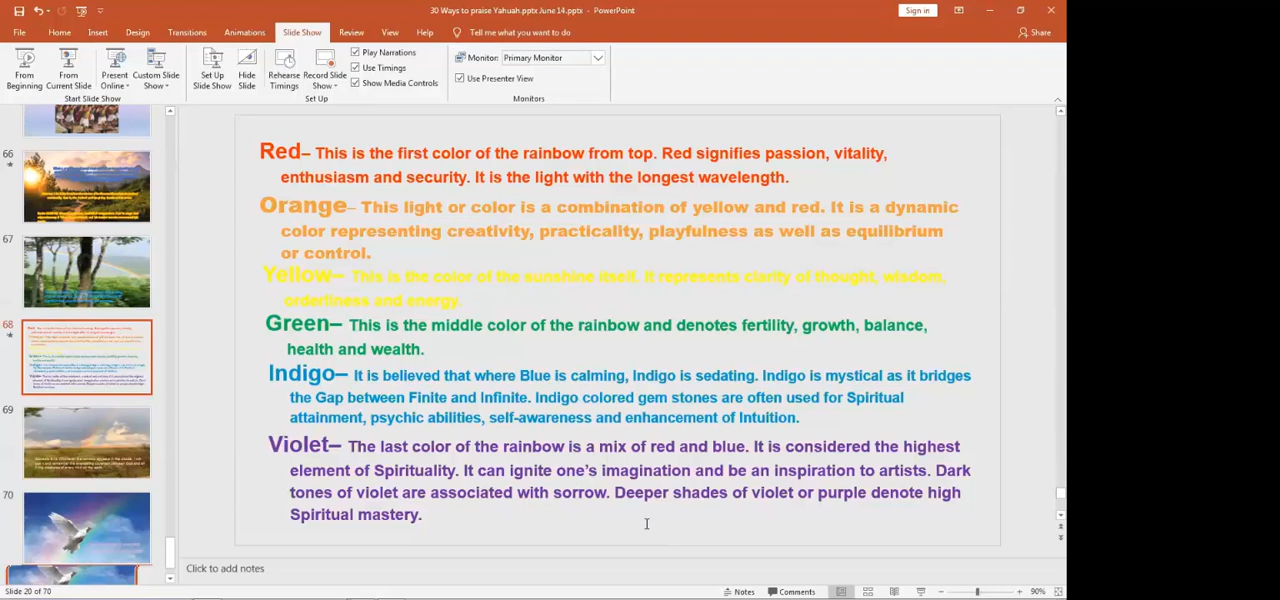 30 Ways to praise Yahuah.pptx June 14.pptx - PowerPoint
Sign in
File Home Insert Design Transitions Animations Slide Show Review View Help Tell me what you want to do Share
From Beginning
From Current Slide
Present Online
Custom Slide Show
Start Slide Show
Set Up Slide Show
Hide Slide
Rehearse Timings
Record Slide Show
Play Narrations
Use Timings
Show Media Controls
Set Up
Monitor: Primary Monitor
Use Presenter View
Monitors
66
67
68
69
70
Red– This is the first color of the rainbow from top. Red signifies passion, vitality,
enthusiasm and security. It is the light with the longest wavelength.
Orange– This light or color is a combination of yellow and red. It is a dynamic
color representing creativity, practicality, playfulness as well as equilibrium
or control.
Yellow– This is the color of the sunshine itself. It represents clarity of thought, wisdom,
orderliness and energy.
Green– This is the middle color of the rainbow and denotes fertility, growth, balance,
health and wealth.
Indigo– It is believed that where Blue is calming, Indigo is sedating. Indigo is mystical as it bridges
the Gap between Finite and Infinite. Indigo colored gem stones are often used for Spiritual
attainment, psychic abilities, self-awareness and enhancement of Intuition.
Violet– The last color of the rainbow is a mix of red and blue. It is considered the highest
element of Spirituality. It can ignite one’s imagination and be an inspiration to artists. Dark
tones of violet are associated with sorrow. Deeper shades of violet or purple denote high
Spiritual mastery.
Click to add notes
Slide 20 of 70
Notes Comments 90%